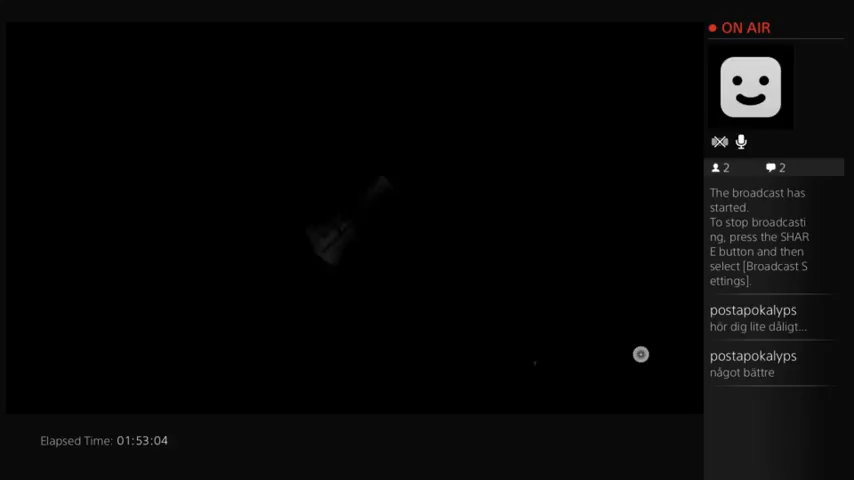 ON AIR
2 2
The broadcast has
started.
To stop broadcasti
ng, press the SHAR
E button and then
select [Broadcast S
ettings].
postapokalyps
hör dig lite dåligt...
postapokalyps
något bättre
Elapsed Time: 01:53:04